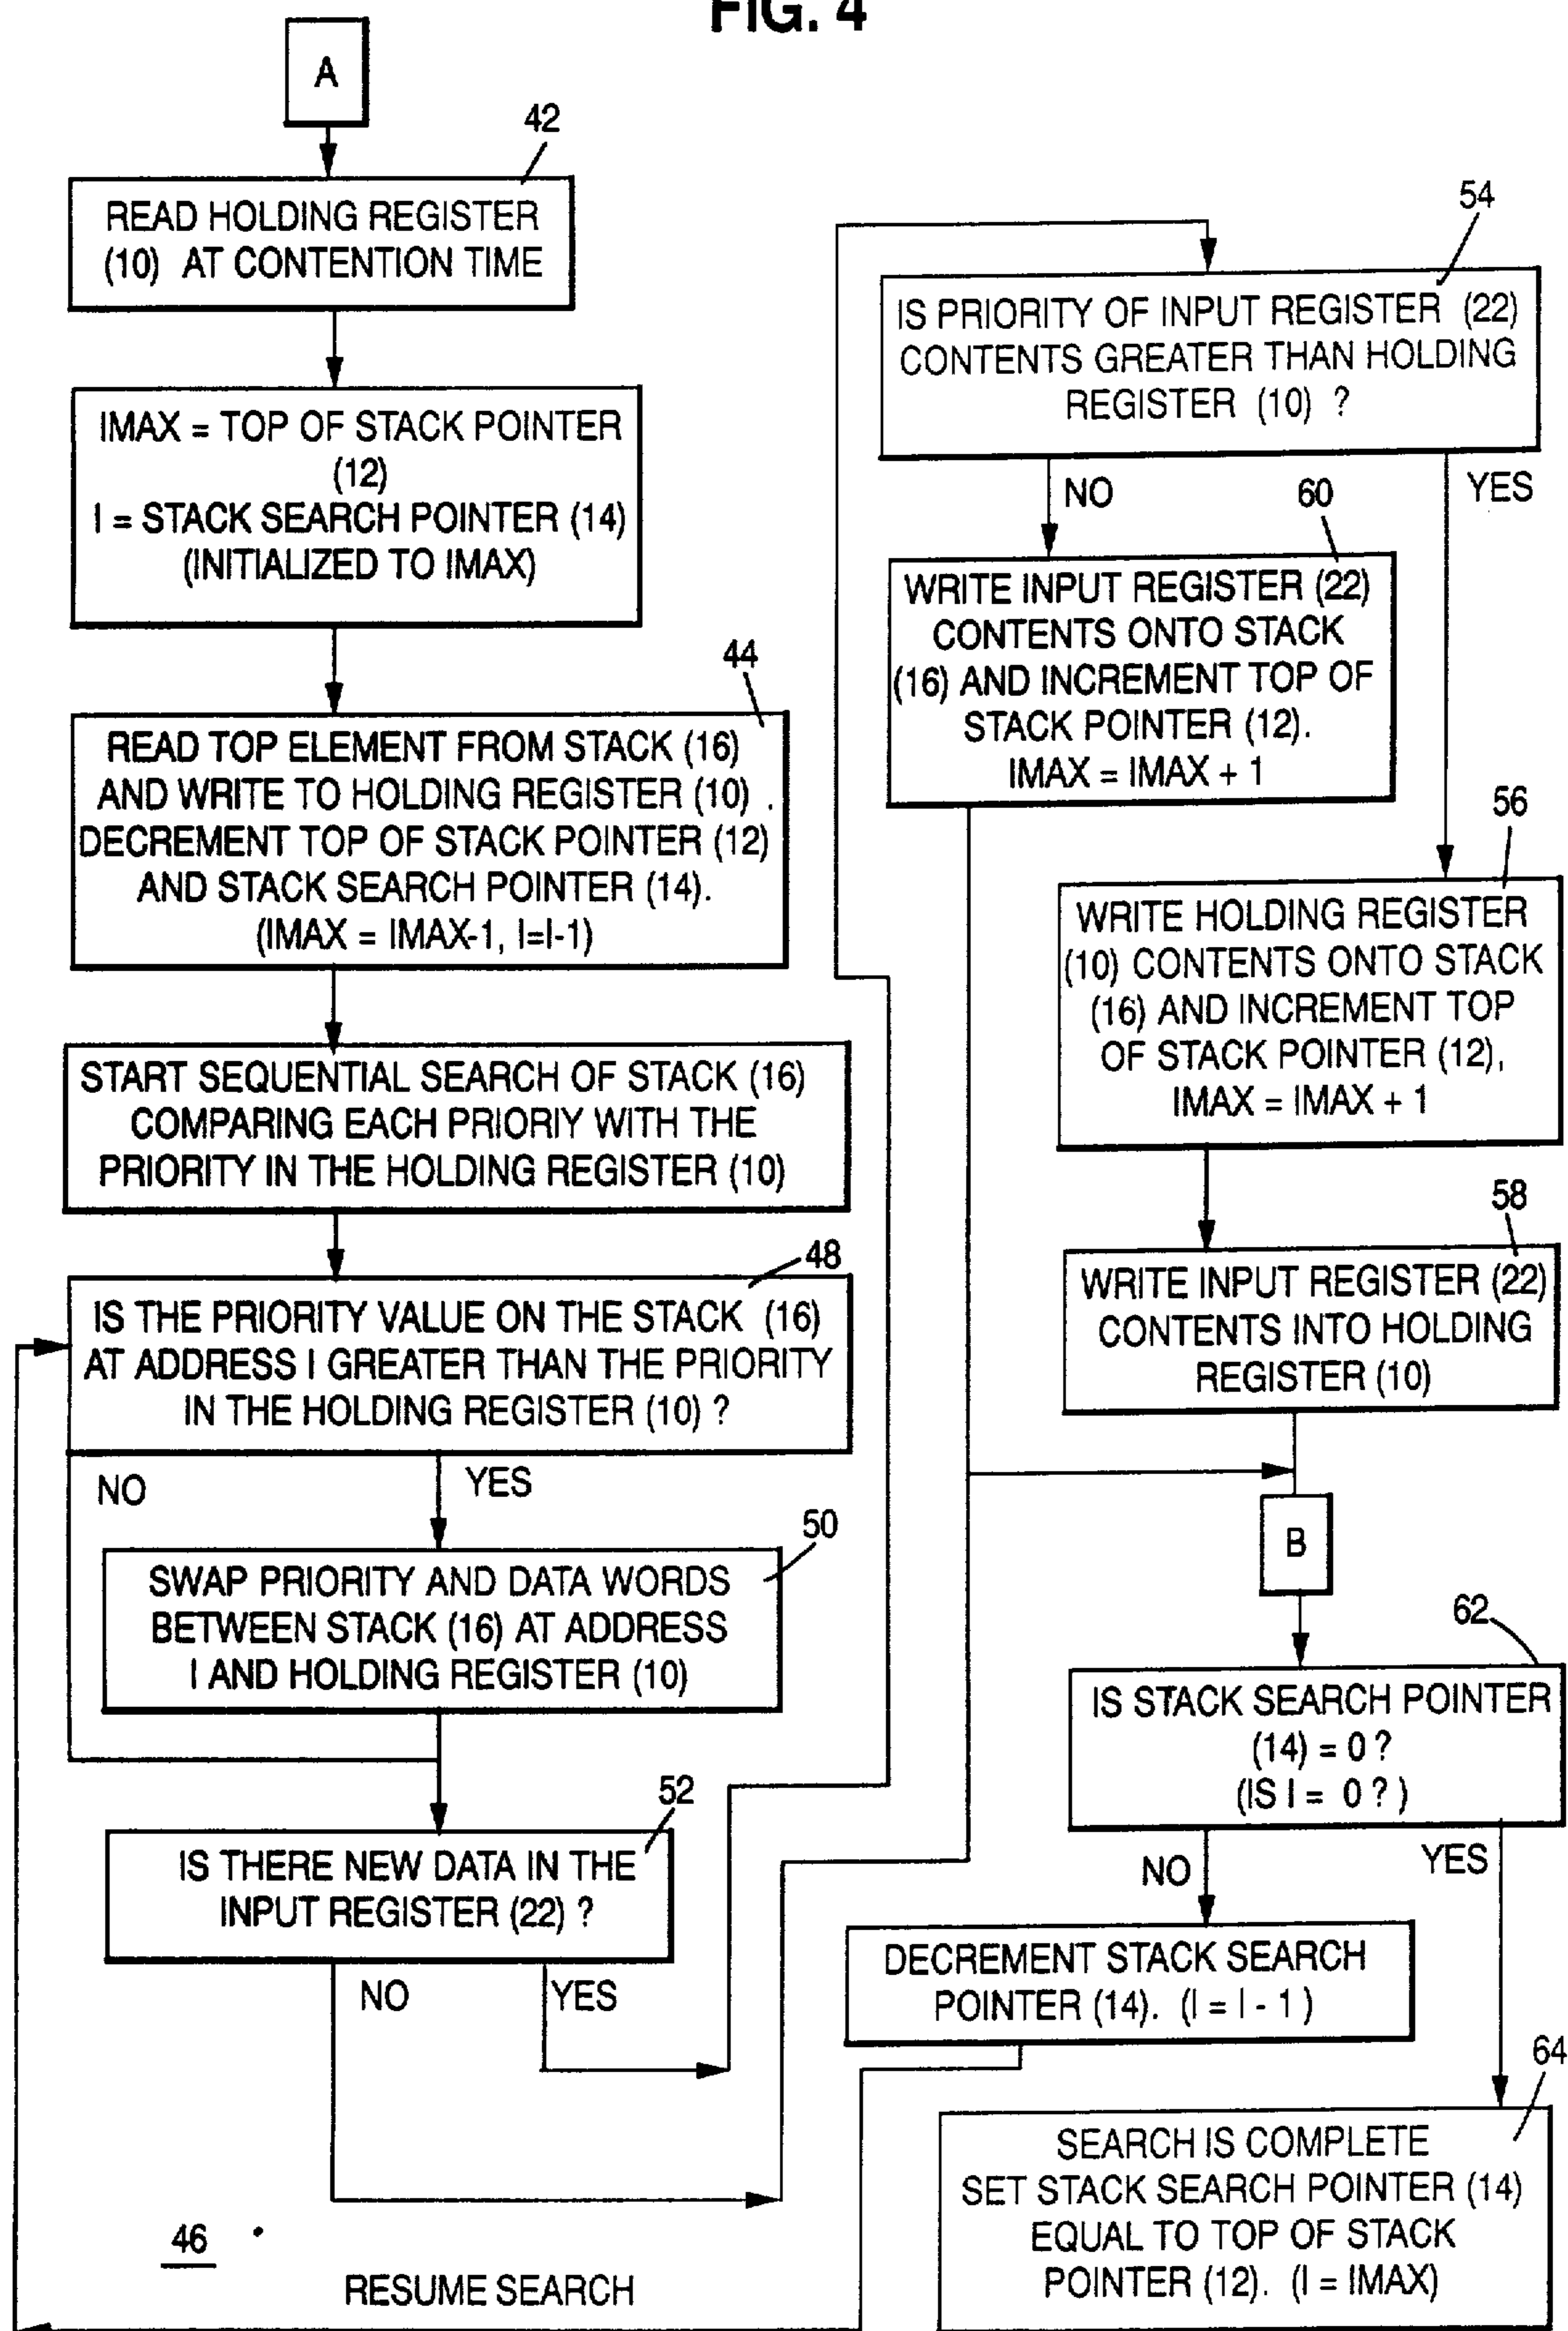 FIG. 4
A
42
READ HOLDING REGISTER
(10) AT CONTENTION TIME
IMAX = TOP OF STACK POINTER
(12)
I = STACK SEARCH POINTER (14)
(INITIALIZED TO IMAX)
44
READ TOP ELEMENT FROM STACK (16)
AND WRITE TO HOLDING REGISTER (10) .
DECREMENT TOP OF STACK POINTER (12)
AND STACK SEARCH POINTER (14).
(IMAX = IMAX-1, I=I-1)
START SEQUENTIAL SEARCH OF STACK (16)
COMPARING EACH PRIORIY WITH THE
PRIORITY IN THE HOLDING REGISTER (10)
48
IS THE PRIORITY VALUE ON THE STACK (16)
AT ADDRESS I GREATER THAN THE PRIORITY
IN THE HOLDING REGISTER (10) ?
NO
YES
50
SWAP PRIORITY AND DATA WORDS
BETWEEN STACK (16) AT ADDRESS
I AND HOLDING REGISTER (10)
52
IS THERE NEW DATA IN THE
INPUT REGISTER (22) ?
NO
YES
46
RESUME SEARCH
54
IS PRIORITY OF INPUT REGISTER (22)
CONTENTS GREATER THAN HOLDING
REGISTER (10) ?
NO
YES
60
WRITE INPUT REGISTER (22)
CONTENTS ONTO STACK
(16) AND INCREMENT TOP OF
STACK POINTER (12).
IMAX = IMAX + 1
56
WRITE HOLDING REGISTER
(10) CONTENTS ONTO STACK
(16) AND INCREMENT TOP
OF STACK POINTER (12),
IMAX = IMAX + 1
58
WRITE INPUT REGISTER (22)
CONTENTS INTO HOLDING
REGISTER (10)
B
62
IS STACK SEARCH POINTER
(14) = 0 ?
(IS I = 0 ? )
NO
YES
DECREMENT STACK SEARCH
POINTER (14). (I = I - 1 )
64
SEARCH IS COMPLETE
SET STACK SEARCH POINTER (14)
EQUAL TO TOP OF STACK
POINTER (12). (I = IMAX)